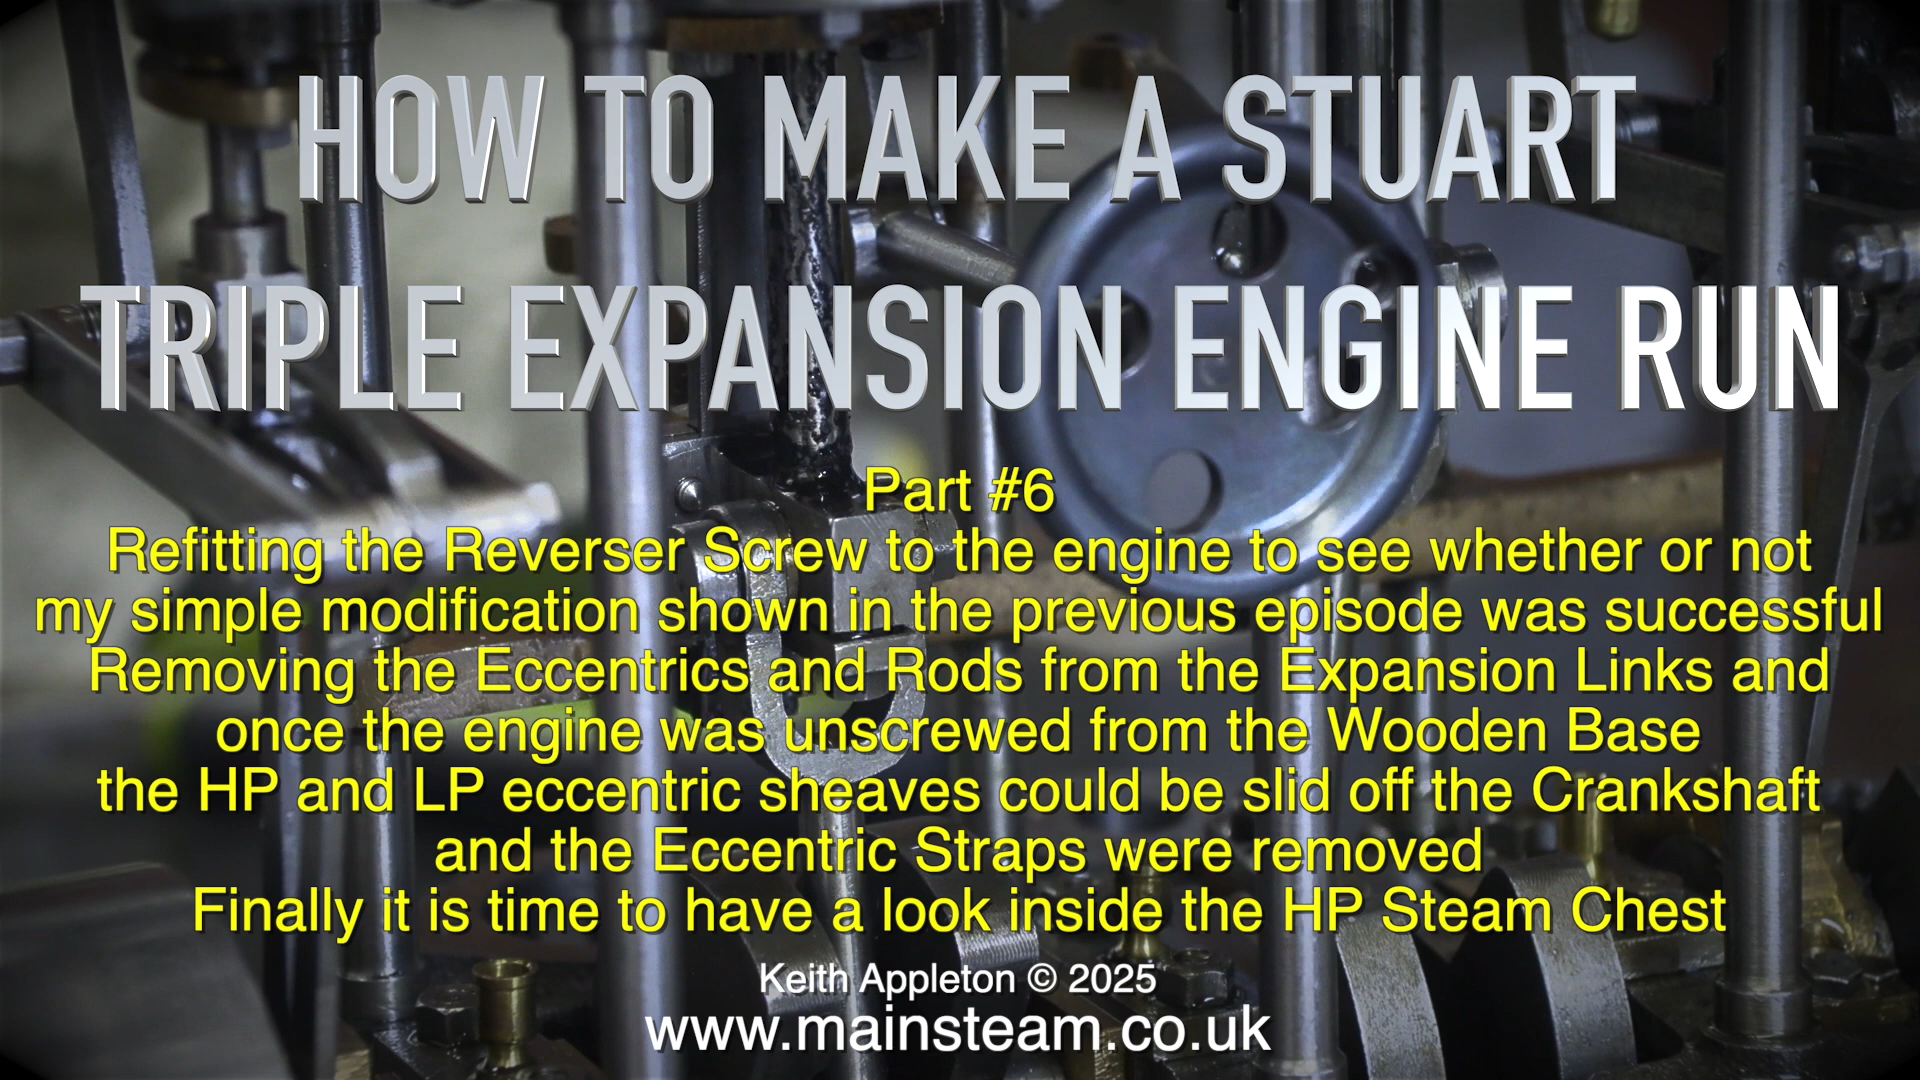 HOW TO MAKE A STUART
TRIPLE EXPANSION ENGINE RUN
Part #6
Refitting the Reverser Screw to the engine to see whether or not
my simple modification shown in the previous episode was successful
Removing the Eccentrics and Rods from the Expansion Links and
once the engine was unscrewed from the Wooden Base
the HP and LP eccentric sheaves could be slid off the Crankshaft
and the Eccentric Straps were removed
Finally it is time to have a look inside the HP Steam Chest
Keith Appleton © 2025
www.mainsteam.co.uk